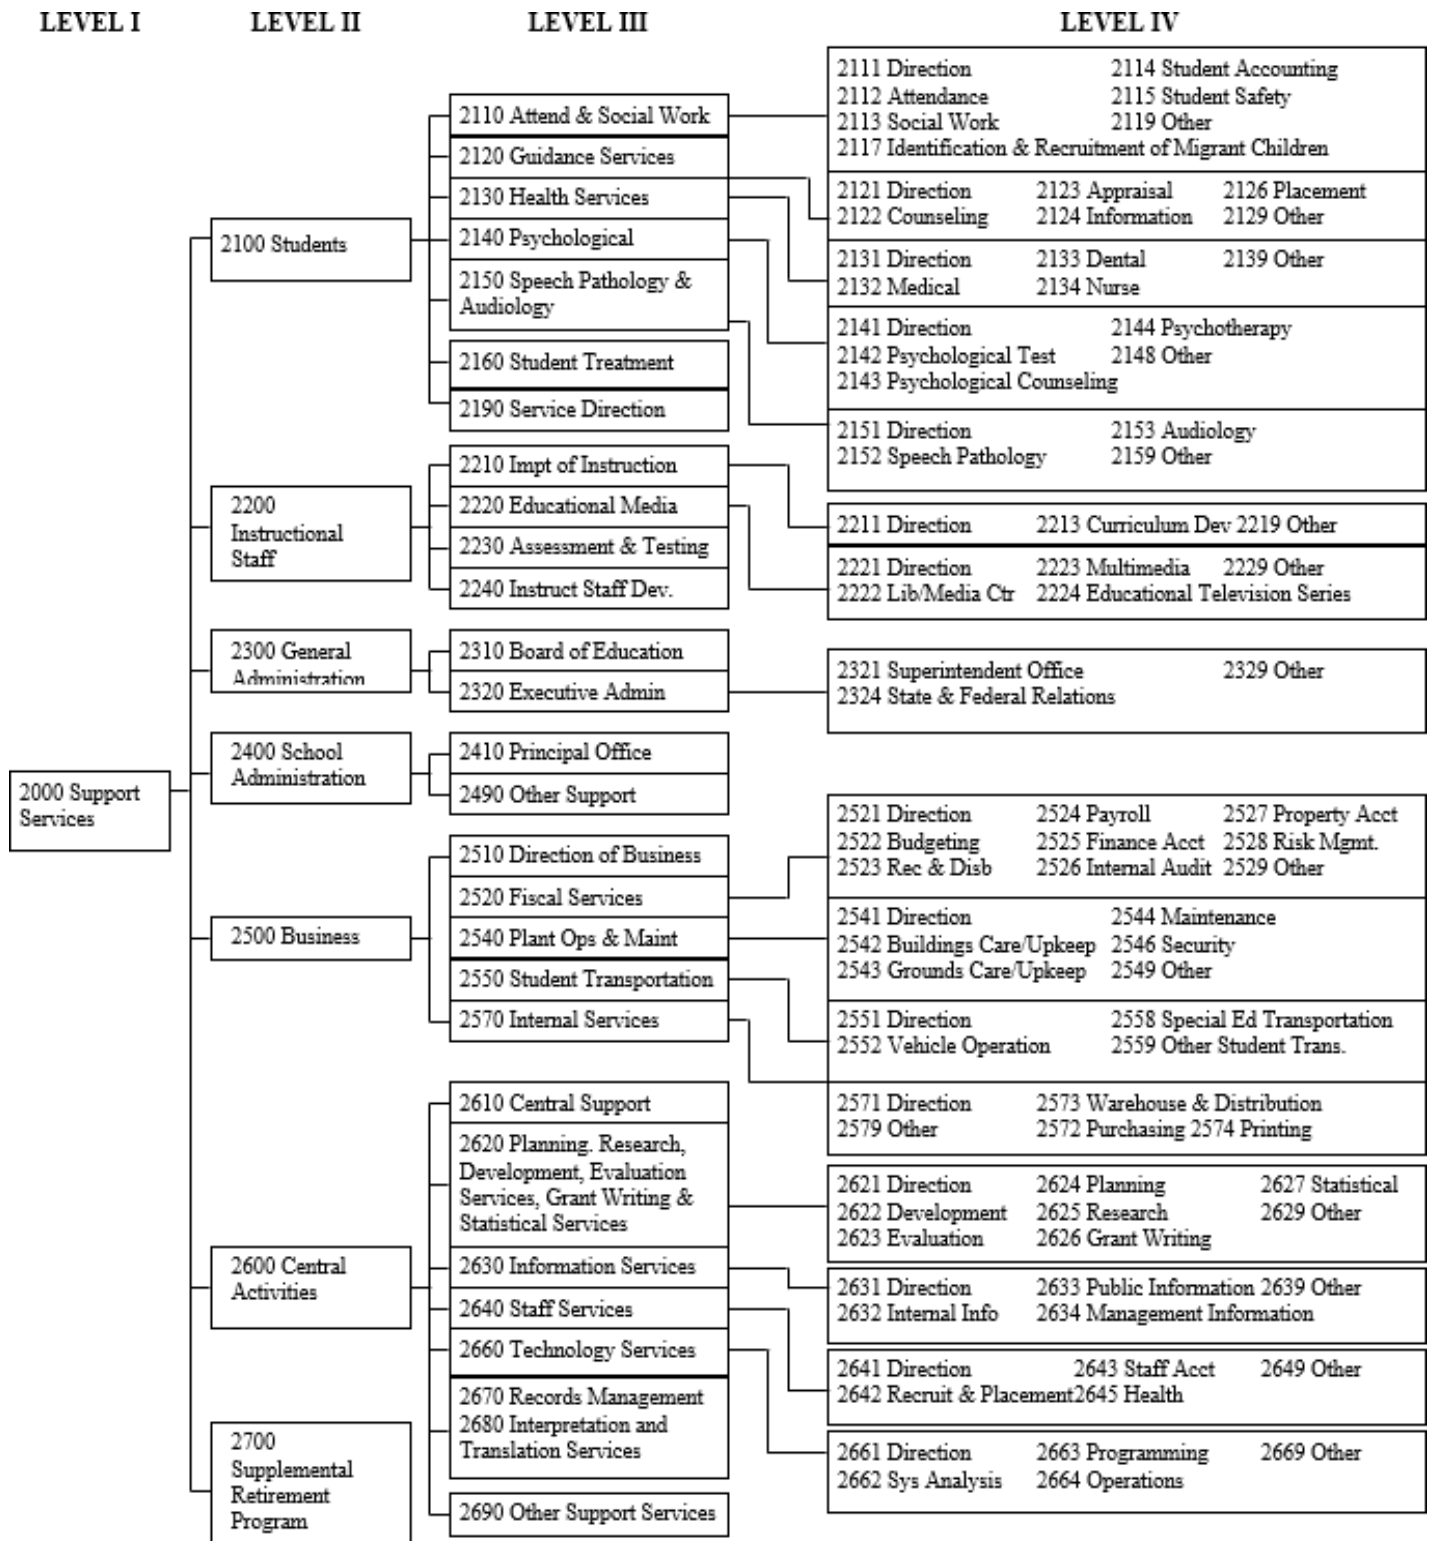 LEVEL I LEVEL II LEVEL III LEVEL IV
2000 Support
Services
2100 Students
2110 Attend & Social Work
2120 Guidance Services
2130 Health Services
2140 Psychological
2150 Speech Pathology &
Audiology
2160 Student Treatment
2190 Service Direction
2111 Direction 2114 Student Accounting
2112 Attendance 2115 Student Safety
2113 Social Work 2119 Other
2117 Identification & Recruitment of Migrant Children
2121 Direction 2123 Appraisal 2126 Placement
2122 Counseling 2124 Information 2129 Other
2131 Direction 2133 Dental 2139 Other
2132 Medical 2134 Nurse
2141 Direction 2144 Psychotherapy
2142 Psychological Test 2148 Other
2143 Psychological Counseling
2151 Direction 2153 Audiology
2152 Speech Pathology 2159 Other
2200
Instructional
Staff
2210 Impt of Instruction
2220 Educational Media
2230 Assessment & Testing
2240 Instruct Staff Dev.
2211 Direction 2213 Curriculum Dev 2219 Other
2221 Direction 2223 Multimedia 2229 Other
2222 Lib/Media Ctr 2224 Educational Television Series
2300 General
Administration
2310 Board of Education
2320 Executive Admin
2321 Superintendent Office 2329 Other
2324 State & Federal Relations
2400 School
Administration
2410 Principal Office
2490 Other Support
2500 Business
2510 Direction of Business
2520 Fiscal Services
2540 Plant Ops & Maint
2550 Student Transportation
2570 Internal Services
2521 Direction 2524 Payroll 2527 Property Acct
2522 Budgeting 2525 Finance Acct 2528 Risk Mgmt.
2523 Rec & Disb 2526 Internal Audit 2529 Other
2541 Direction 2544 Maintenance
2542 Buildings Care/Upkeep 2546 Security
2543 Grounds Care/Upkeep 2549 Other
2551 Direction 2558 Special Ed Transportation
2552 Vehicle Operation 2559 Other Student Trans.
2571 Direction 2573 Warehouse & Distribution
2579 Other 2572 Purchasing 2574 Printing
2600 Central
Activities
2610 Central Support
2620 Planning. Research,
Development, Evaluation
Services, Grant Writing &
Statistical Services
2630 Information Services
2640 Staff Services
2660 Technology Services
2670 Records Management
2680 Interpretation and
Translation Services
2690 Other Support Services
2621 Direction 2624 Planning 2627 Statistical
2622 Development 2625 Research 2629 Other
2623 Evaluation 2626 Grant Writing
2631 Direction 2633 Public Information 2639 Other
2632 Internal Info 2634 Management Information
2641 Direction 2643 Staff Acct 2649 Other
2642 Recruit & Placement 2645 Health
2661 Direction 2663 Programming 2669 Other
2662 Sys Analysis 2664 Operations
2700
Supplemental
Retirement
Program